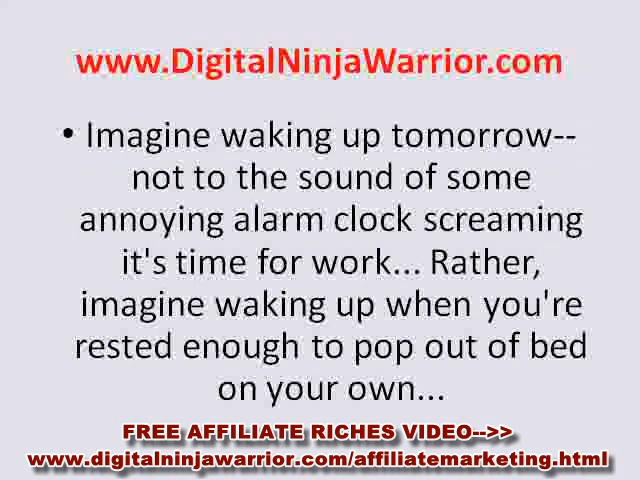 www.DigitalNinjaWarrior.com
• Imagine waking up tomorrow--
not to the sound of some
annoying alarm clock screaming
it's time for work... Rather,
imagine waking up when you're
rested enough to pop out of bed
on your own...
FREE AFFILIATE RICHES VIDEO-->>
www.digitalninjawarrior.com/affiliatemarketing.html